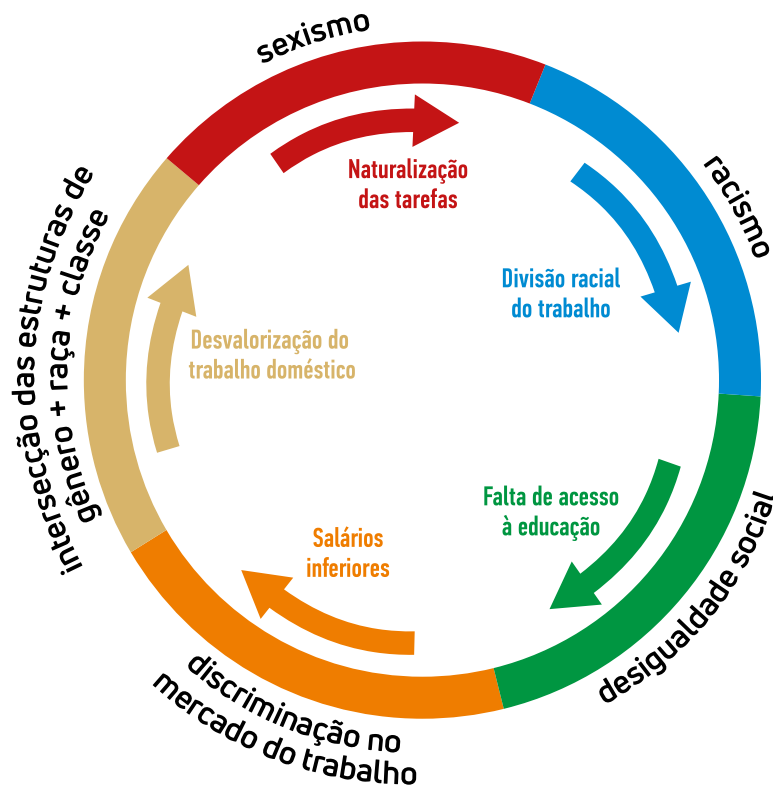 sexismo
Naturalização
das tarefas
racismo
Divisão racial
do trabalho
desigualdade social
Falta de acesso
à educação
discriminação no
mercado do trabalho
Salários
inferiores
intersecção das estruturas de
gênero + raça + classe
Desvalorização do
trabalho doméstico